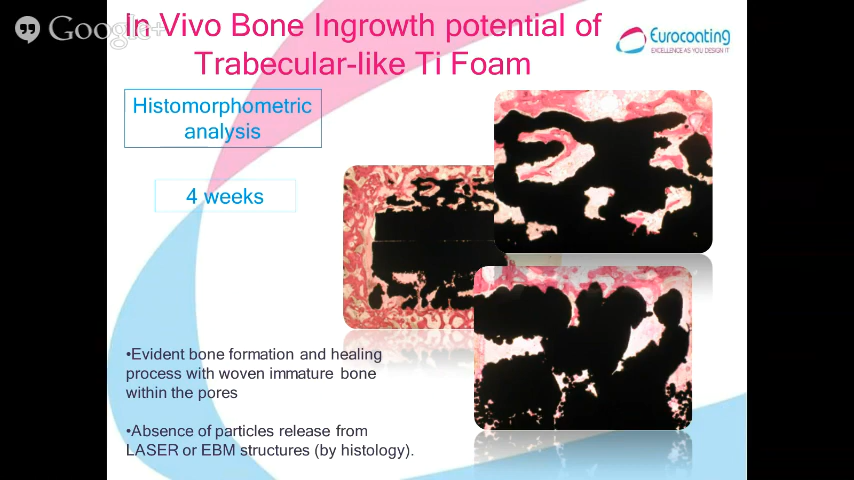 Google+
In Vivo Bone Ingrowth potential of
Trabecular-like Ti Foam
Eurocoating
EXCELLENCE AS YOU DESIGN IT
Histomorphometric
analysis
4 weeks
•Evident bone formation and healing
process with woven immature bone
within the pores
•Absence of particles release from
LASER or EBM structures (by histology).